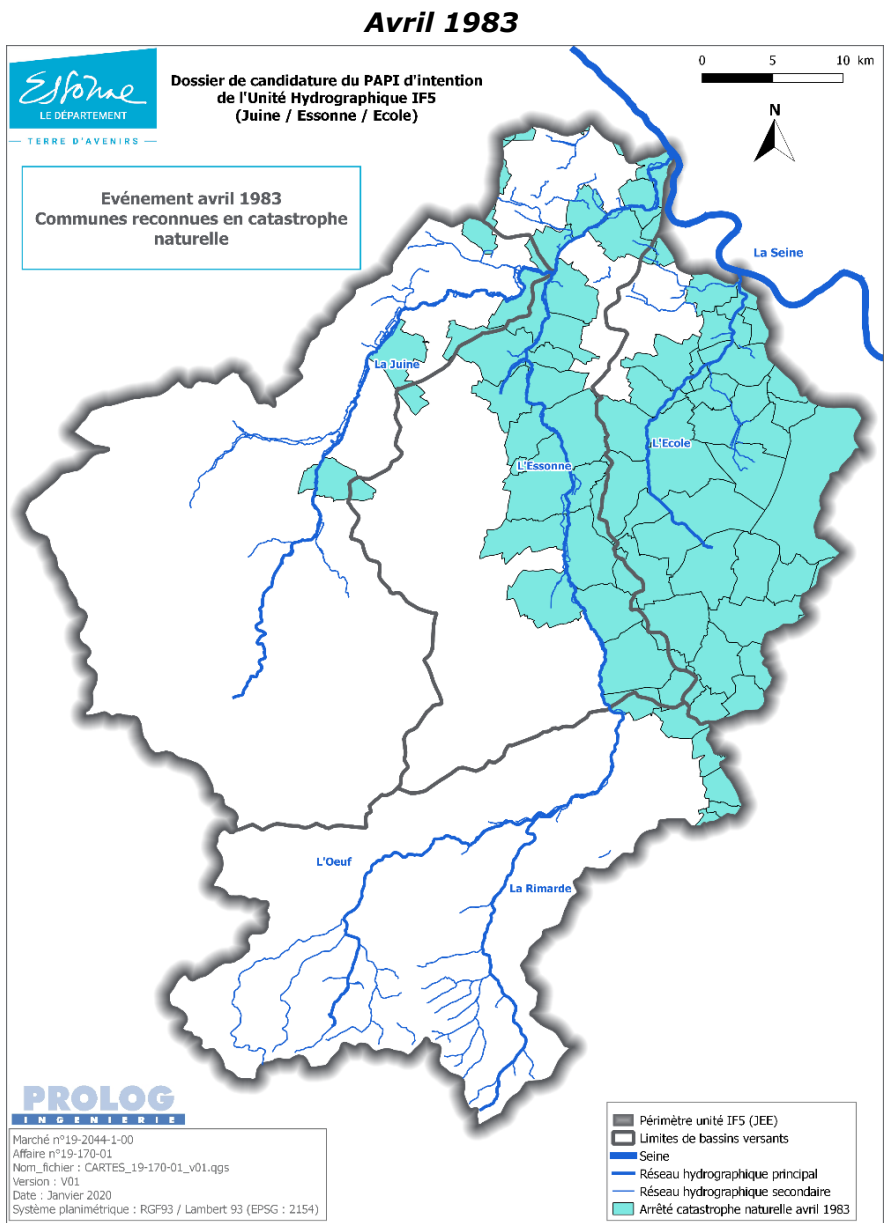 Avril 1983
Essonne
LE DÉPARTEMENT
TERRE D'AVENIRS
Dossier de candidature du PAPI d'intention
de l'Unité Hydrographique IF5
(Juine / Essonne / Ecole)
0 5 10 km
N
Evénement avril 1983
Communes reconnues en catastrophe
naturelle
La Seine
La Juine
L'Ecole
L'Essonne
L'Oeuf
La Rimarde
PROLOG
INGENIERIE
Marché n°19-2044-1-00
Affaire n°19-170-01
Nom_fichier : CARTES_19-170-01_v01.qgs
Version : V01
Date : Janvier 2020
Système planimétrique : RGF93 / Lambert 93 (EPSG : 2154)
Périmètre unité IF5 (JEE)
Limites de bassins versants
Seine
Réseau hydrographique principal
Réseau hydrographique secondaire
Arrêté catastrophe naturelle avril 1983